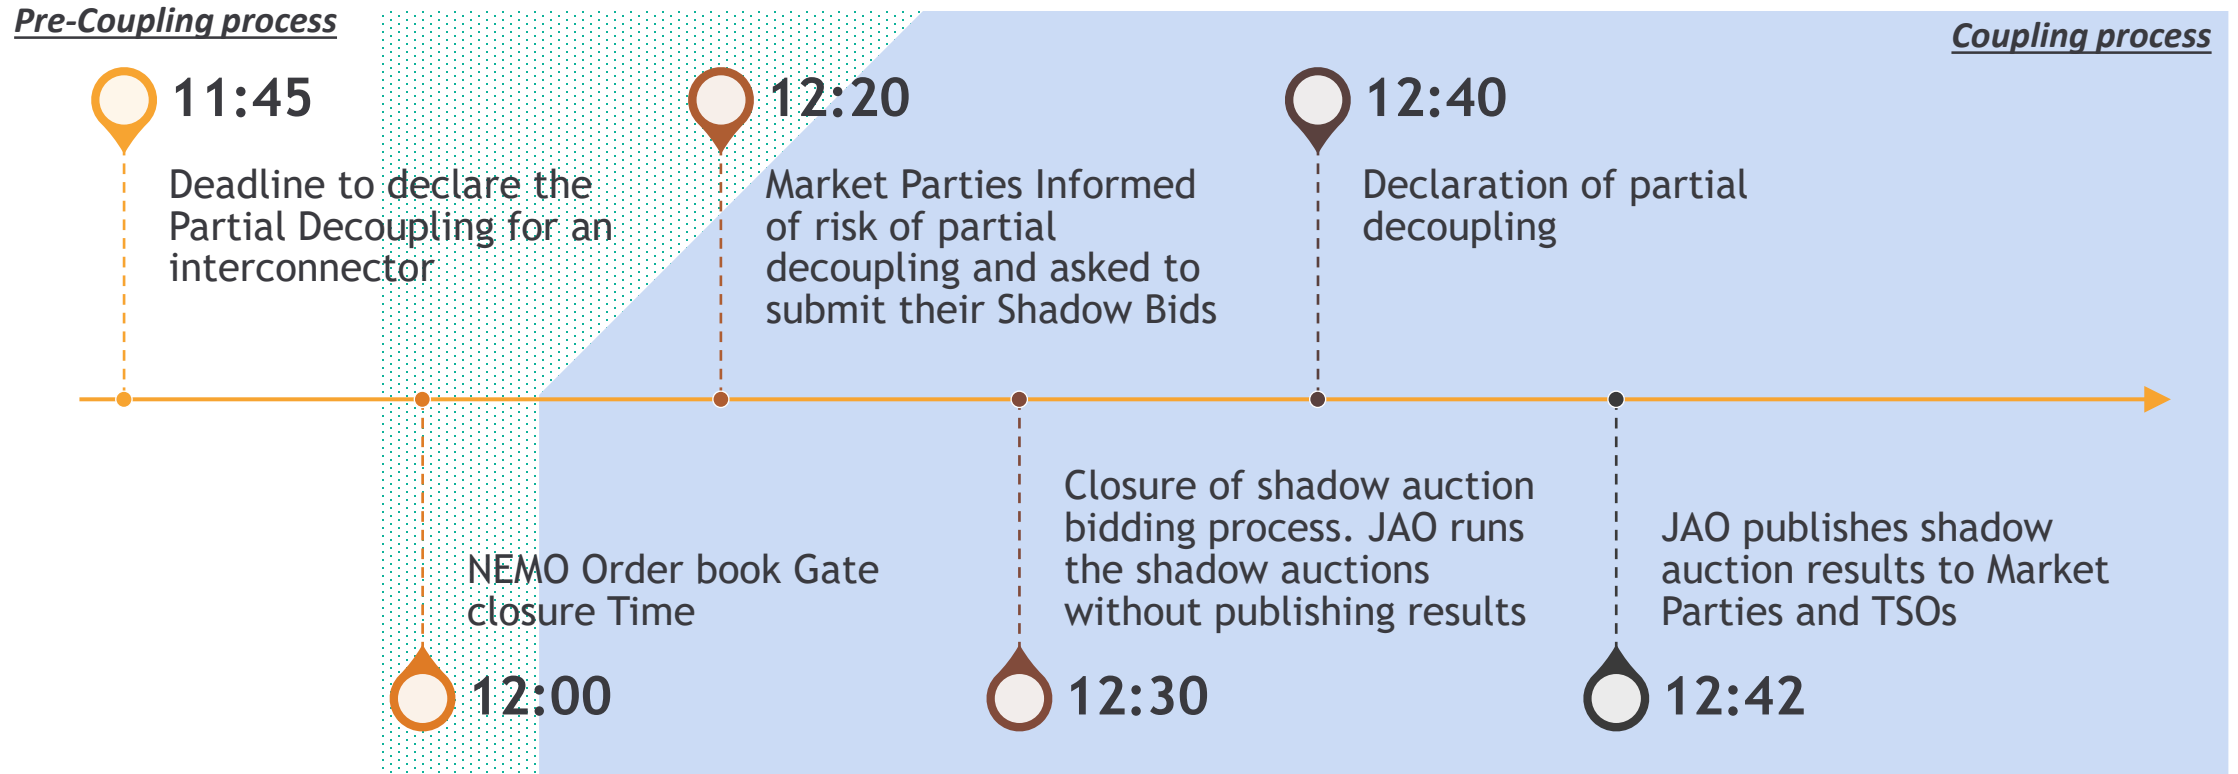 Pre-Coupling process
Coupling process
11:45
Deadline to declare the
Partial Decoupling for an
interconnector
12:20
Market Parties Informed
of risk of partial
decoupling and asked to
submit their Shadow Bids
12:40
Declaration of partial
decoupling
NEMO Order book Gate
closure Time
12:00
Closure of shadow auction
bidding process. JAO runs
the shadow auctions
without publishing results
12:30
JAO publishes shadow
auction results to Market
Parties and TSOs
12:42